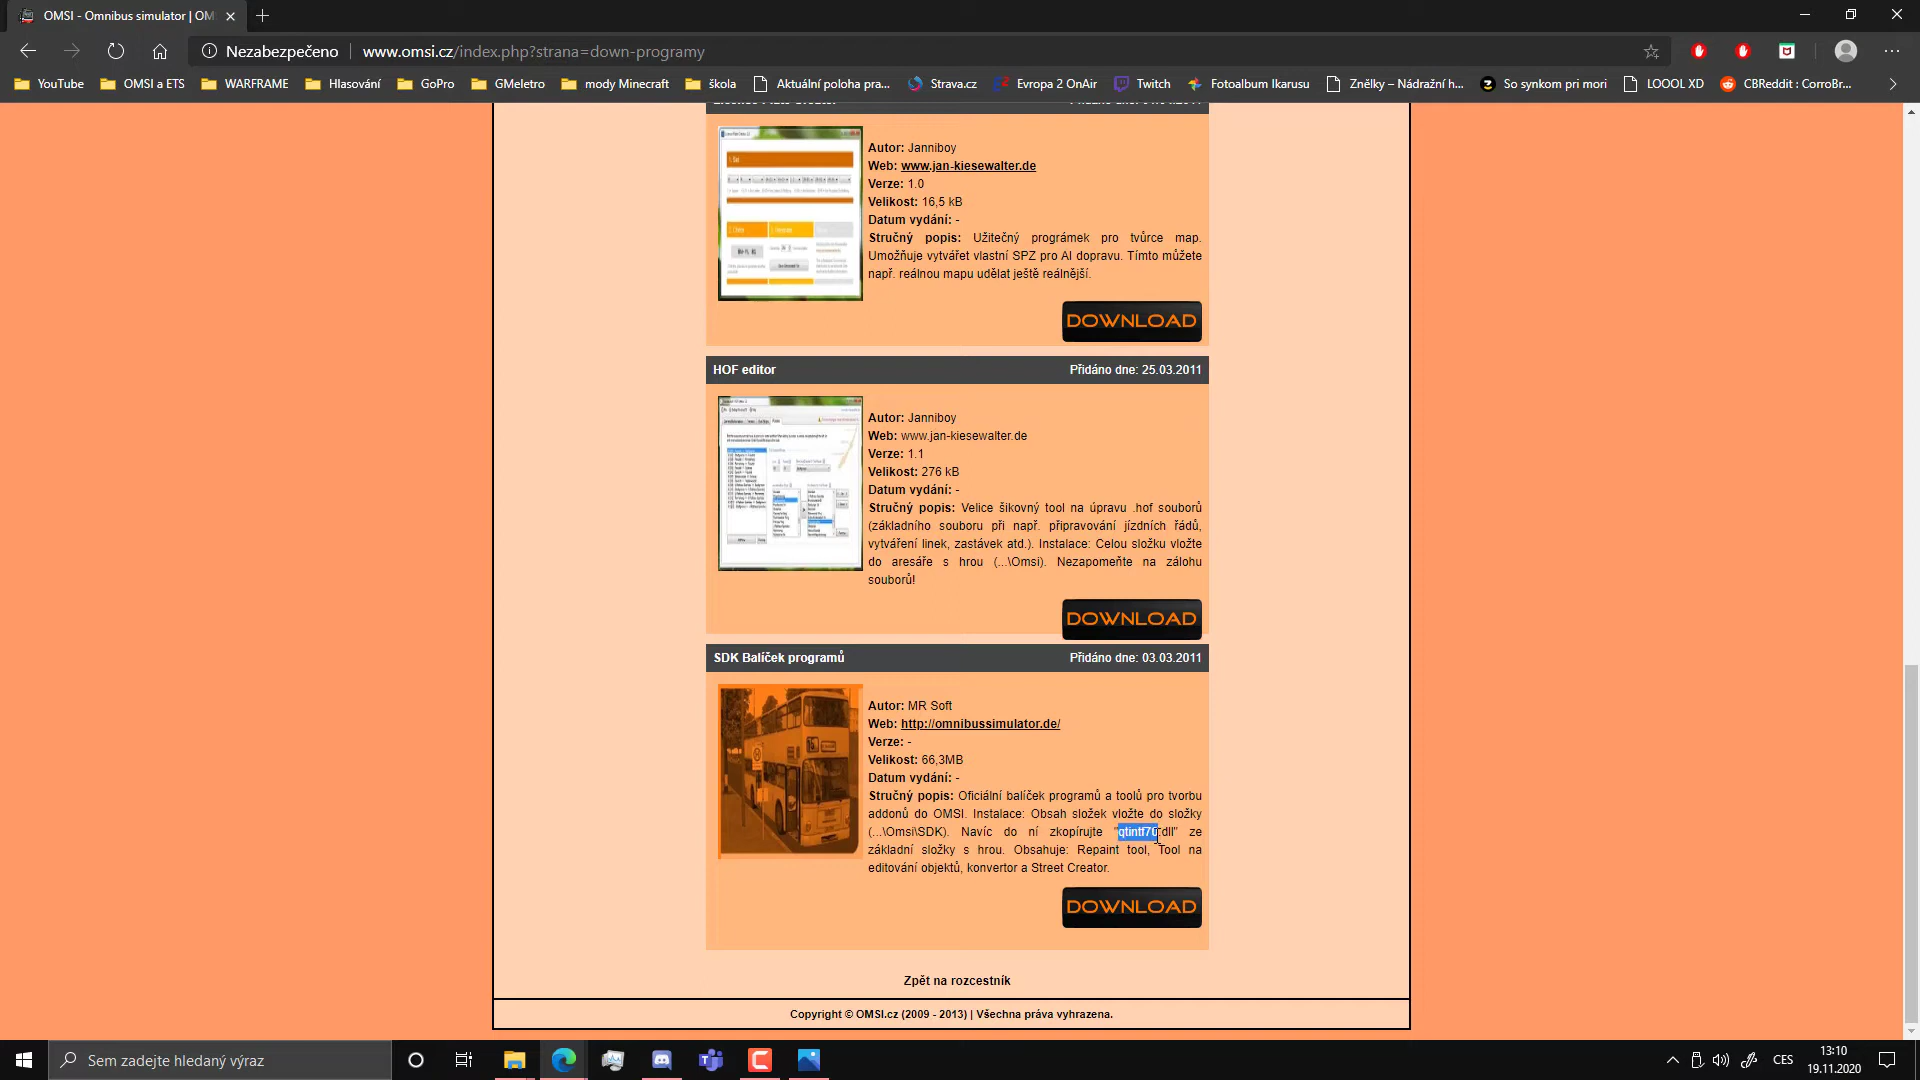 OMSI - Omnibus simulator | OM
Nezabezpečeno
www.omsi.cz/index.php?strana=down-programy
YouTube
OMSI a ETS
WARFRAME
Hlasování
GoPro
GMeletro
mody Minecraft
škola
Aktuální poloha pra...
Strava.cz
Evropa 2 OnAir
Twitch
Fotoalbum Ikarusu
Znělky – Nádražní h...
So synkom pri mori
LOOOL XD
CBReddit : CorroBr...
Autor: Janniboy
Web: www.jan-kiesewalter.de
Verze: 1.0
Velikost: 16,5 kB
Datum vydání: -
Stručný popis: Užitečný prográmek pro tvůrce map.
Umožňuje vytvářet vlastní SPZ pro AI dopravu. Tímto můžete
např. reálnou mapu udělat ještě reálnější.
DOWNLOAD
HOF editor
Přidáno dne: 25.03.2011
Autor: Janniboy
Web: www.jan-kiesewalter.de
Verze: 1.1
Velikost: 276 kB
Datum vydání: -
Stručný popis: Velice šikovný tool na úpravu .hof souborů
(základního souboru při např. připravování jízdních řádů,
vytváření linek, zastávek atd.). Instalace: Celou složku vložte
do aresáře s hrou (...\Omsi). Nezapomeňte na zálohu
souborů!
DOWNLOAD
SDK Balíček programů
Přidáno dne: 03.03.2011
Autor: MR Soft
Web: http://omnibussimulator.de/
Verze: -
Velikost: 66,3MB
Datum vydání: -
Stručný popis: Oficiální balíček programů a toolů pro tvorbu
addonů do OMSI. Instalace: Obsah složek vložte do složky
(...\Omsi\SDK). Navíc do ní zkopírujte "qtintf70.dll" ze
základní složky s hrou. Obsahuje: Repaint tool, Tool na
editování objektů, konvertor a Street Creator.
DOWNLOAD
Zpět na rozcestník
Copyright © OMSI.cz (2009 - 2013) | Všechna práva vyhrazena.
Sem zadejte hledaný výraz
CES
13:10
19.11.2020